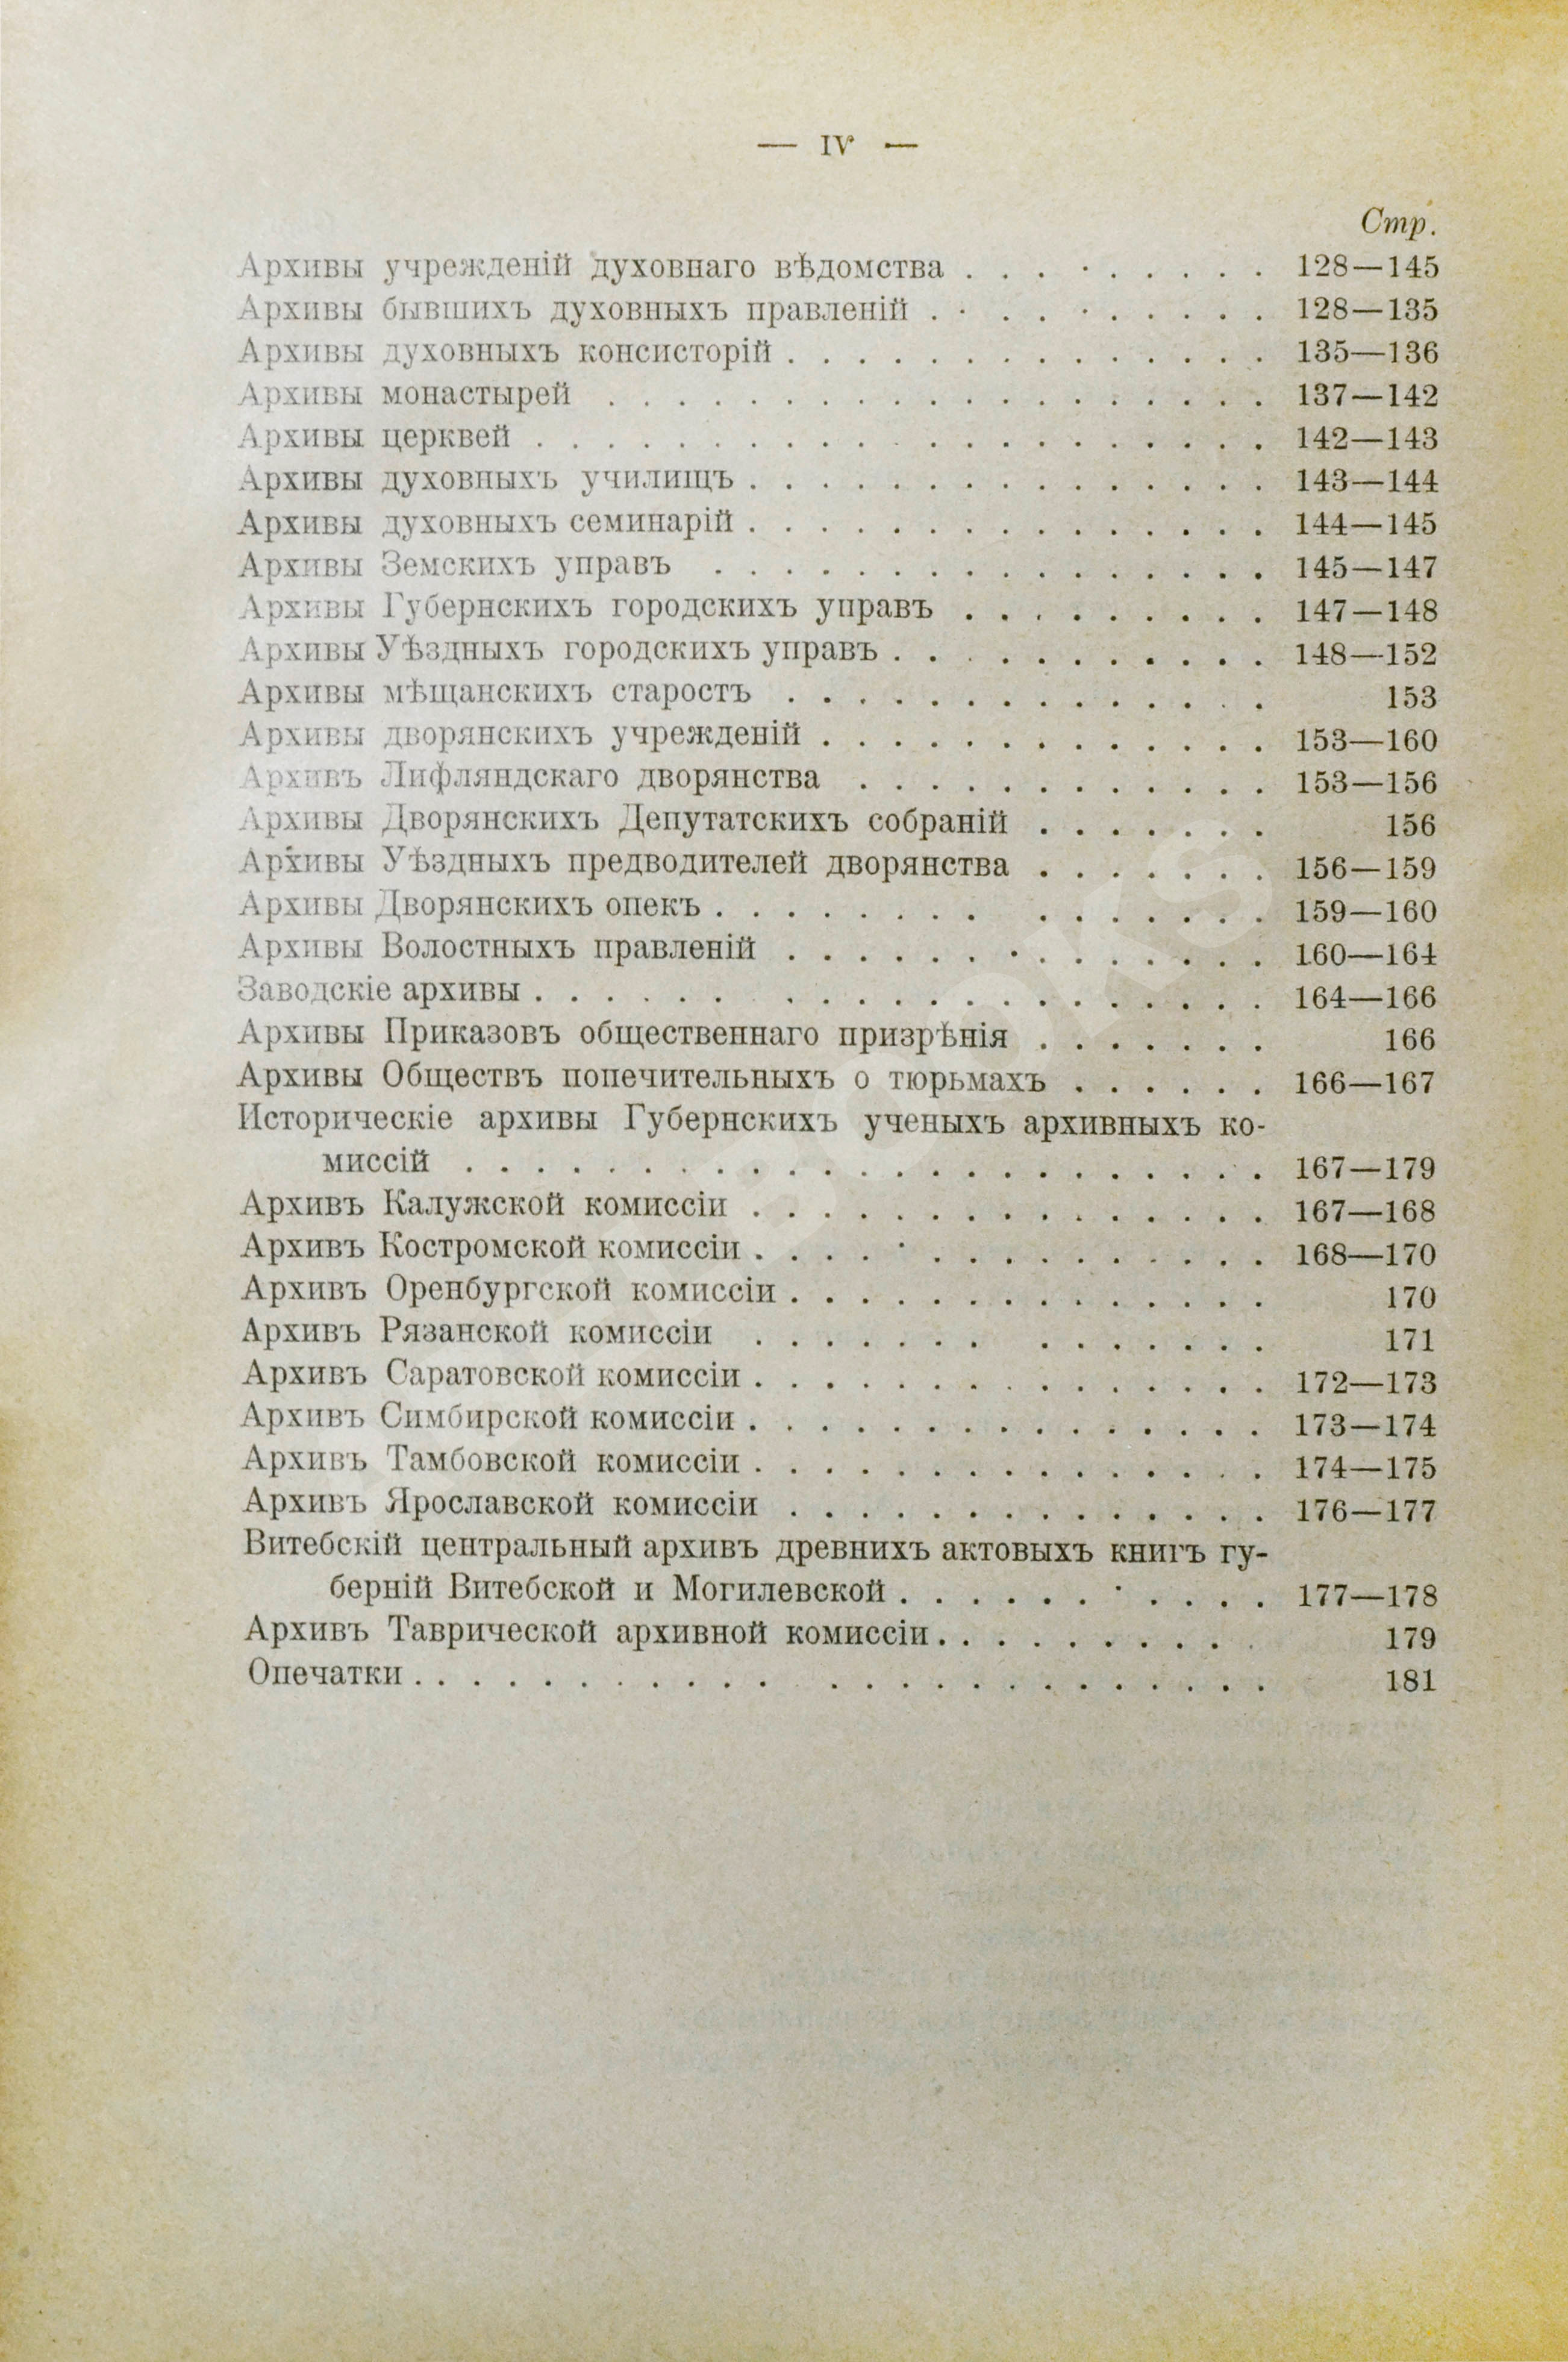 — IV —
Стр.
Архивы учрежденій духовнаго вѣдомства . . . . . . . . . 128—145
Архивы бывшихъ духовныхъ правленій . . . . . . . . . . 128—135
Архивы духовныхъ консисторій . . . . . . . . . . . . . . 135—136
Архивы монастырей . . . . . . . . . . . . . . . . . . . 137—142
Архивы церквей . . . . . . . . . . . . . . . . . . . . . 142—143
Архивы духовныхъ училищъ . . . . . . . . . . . . . . . 143—144
Архивы духовныхъ семинарій . . . . . . . . . . . . . . . 144—145
Архивы Земскихъ управъ . . . . . . . . . . . . . . . . 145—147
Архивы Губернскихъ городскихъ управъ . . . . . . . . . 147—148
Архивы Уѣздныхъ городскихъ управъ . . . . . . . . . . . 148—152
Архивы мѣщанскихъ старостъ . . . . . . . . . . . . . . 153
Архивы дворянскихъ учрежденій . . . . . . . . . . . . . 153—160
Архивъ Лифляндскаго дворянства . . . . . . . . . . . . 153—156
Архивы Дворянскихъ Депутатскихъ собраній . . . . . . . 156
Архивы Уѣздныхъ предводителей дворянства . . . . . . . 156—159
Архивы Дворянскихъ опекъ . . . . . . . . . . . . . . . 159—160
Архивы Волостныхъ правленій . . . . . . . . . . . . . . 160—164
Заводскіе архивы . . . . . . . . . . . . . . . . . . . . 164—166
Архивы Приказовъ общественнаго призрѣнія . . . . . . . 166
Архивы Обществъ попечительныхъ о тюрьмахъ . . . . . . 166—167
Историческіе архивы Губернскихъ ученыхъ архивныхъ ко-
миссій . . . . . . . . . . . . . . . . . . . . . . . 167—179
Архивъ Калужской комиссіи . . . . . . . . . . . . . . . 167—168
Архивъ Костромской комиссіи . . . . . . . . . . . . . . . 168—170
Архивъ Оренбургской комиссіи . . . . . . . . . . . . . . 170
Архивъ Рязанской комиссіи . . . . . . . . . . . . . . 171
Архивъ Саратовской комиссіи . . . . . . . . . . . . . . . 172—173
Архивъ Симбирской комиссіи . . . . . . . . . . . . . . . 173—174
Архивъ Тамбовской комиссіи . . . . . . . . . . . . . . . 174—175
Архивъ Ярославской комиссіи . . . . . . . . . . . . . . 176—177
Витебскій центральный архивъ древнихъ актовыхъ книгъ гу-
берній Витебской и Могилевской . . . . . . . . . . . 177—178
Архивъ Таврической архивной комиссіи . . . . . . . . . . 179
Опечатки . . . . . . . . . . . . . . . . . . . . . . . . 181